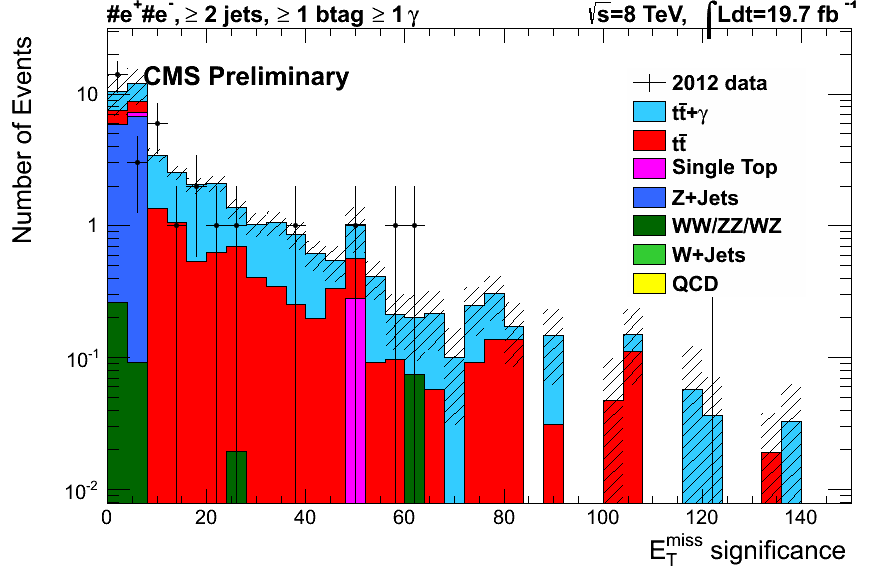 #e⁺#e⁻, ≥ 2 jets, ≥ 1 btag ≥ 1 γ √s=8 TeV, ∫Ldt=19.7 fb⁻¹
CMS Preliminary
2012 data
tt̄+γ
tt̄
Single Top
Z+Jets
WW/ZZ/WZ
W+Jets
QCD
Number of Events
10
1
10⁻¹
10⁻²
0 20 40 60 80 100 120 140
E_T^miss significance